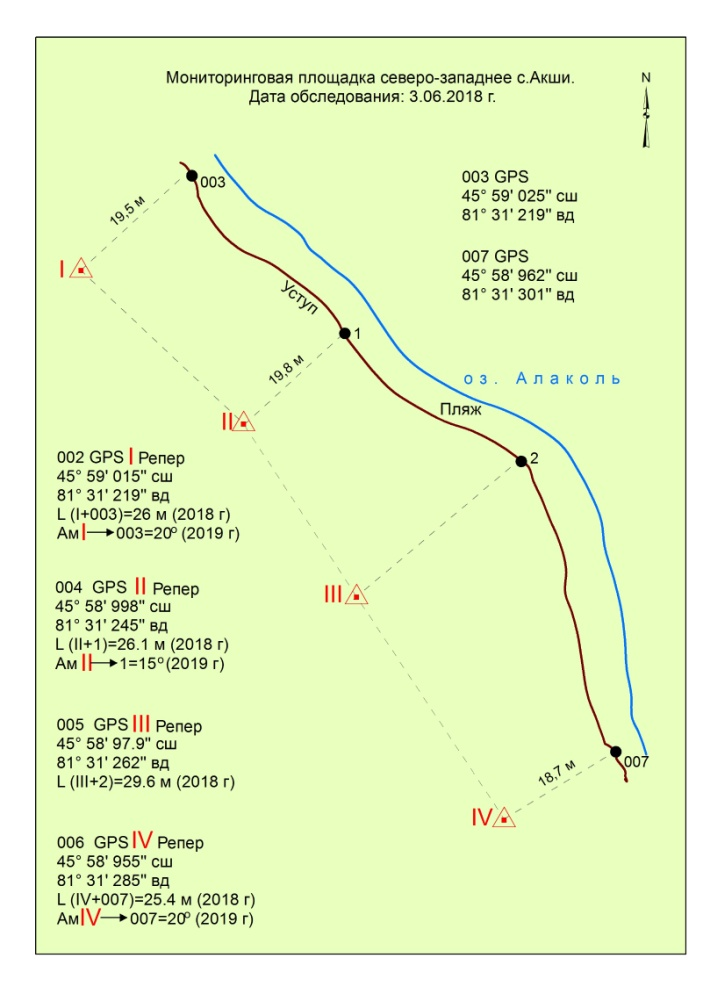 Мониторинговая площадка северо-западнее с.Акши.
Дата обследования: 3.06.2018 г.
N
003 GPS
45° 59' 025" сш
81° 31' 219" вд
007 GPS
45° 58' 962" сш
81° 31' 301" вд
003
19,5 м
I
Уступ
1
19,8 м
оз. Алаколь
Пляж
II
2
002 GPS I Репер
45° 59' 015" сш
81° 31' 219" вд
L (I+003)=26 м (2018 г)
Ам I→003=20° (2019 г)
III
004 GPS II Репер
45° 58' 998" сш
81° 31' 245" вд
L (II+1)=26.1 м (2018 г)
Ам II→1=15° (2019 г)
005 GPS III Репер
45° 58' 97.9" сш
81° 31' 262" вд
L (III+2)=29.6 м (2018 г)
007
18,7 м
IV
006 GPS IV Репер
45° 58' 955" сш
81° 31' 285" вд
L (IV+007)=25.4 м (2018 г)
Ам IV→007=20° (2019 г)